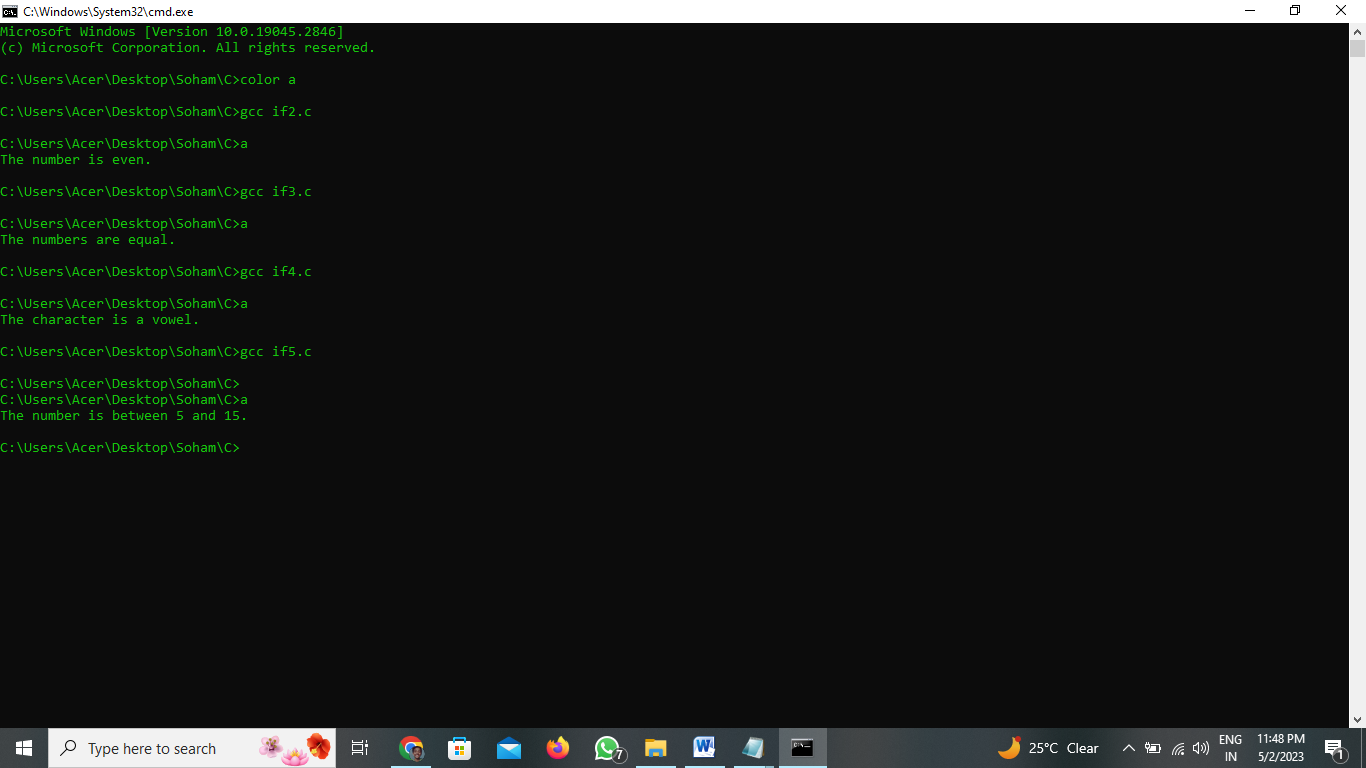 C:\Windows\System32\cmd.exe
Microsoft Windows [Version 10.0.19045.2846]
(c) Microsoft Corporation. All rights reserved.
C:\Users\Acer\Desktop\Soham\C>color a
C:\Users\Acer\Desktop\Soham\C>gcc if2.c
C:\Users\Acer\Desktop\Soham\C>a
The number is even.
C:\Users\Acer\Desktop\Soham\C>gcc if3.c
C:\Users\Acer\Desktop\Soham\C>a
The numbers are equal.
C:\Users\Acer\Desktop\Soham\C>gcc if4.c
C:\Users\Acer\Desktop\Soham\C>a
The character is a vowel.
C:\Users\Acer\Desktop\Soham\C>gcc if5.c
C:\Users\Acer\Desktop\Soham\C>
C:\Users\Acer\Desktop\Soham\C>a
The number is between 5 and 15.
C:\Users\Acer\Desktop\Soham\C>
Type here to search
7
W
25°C Clear
ENG
IN
11:48 PM
5/2/2023
1